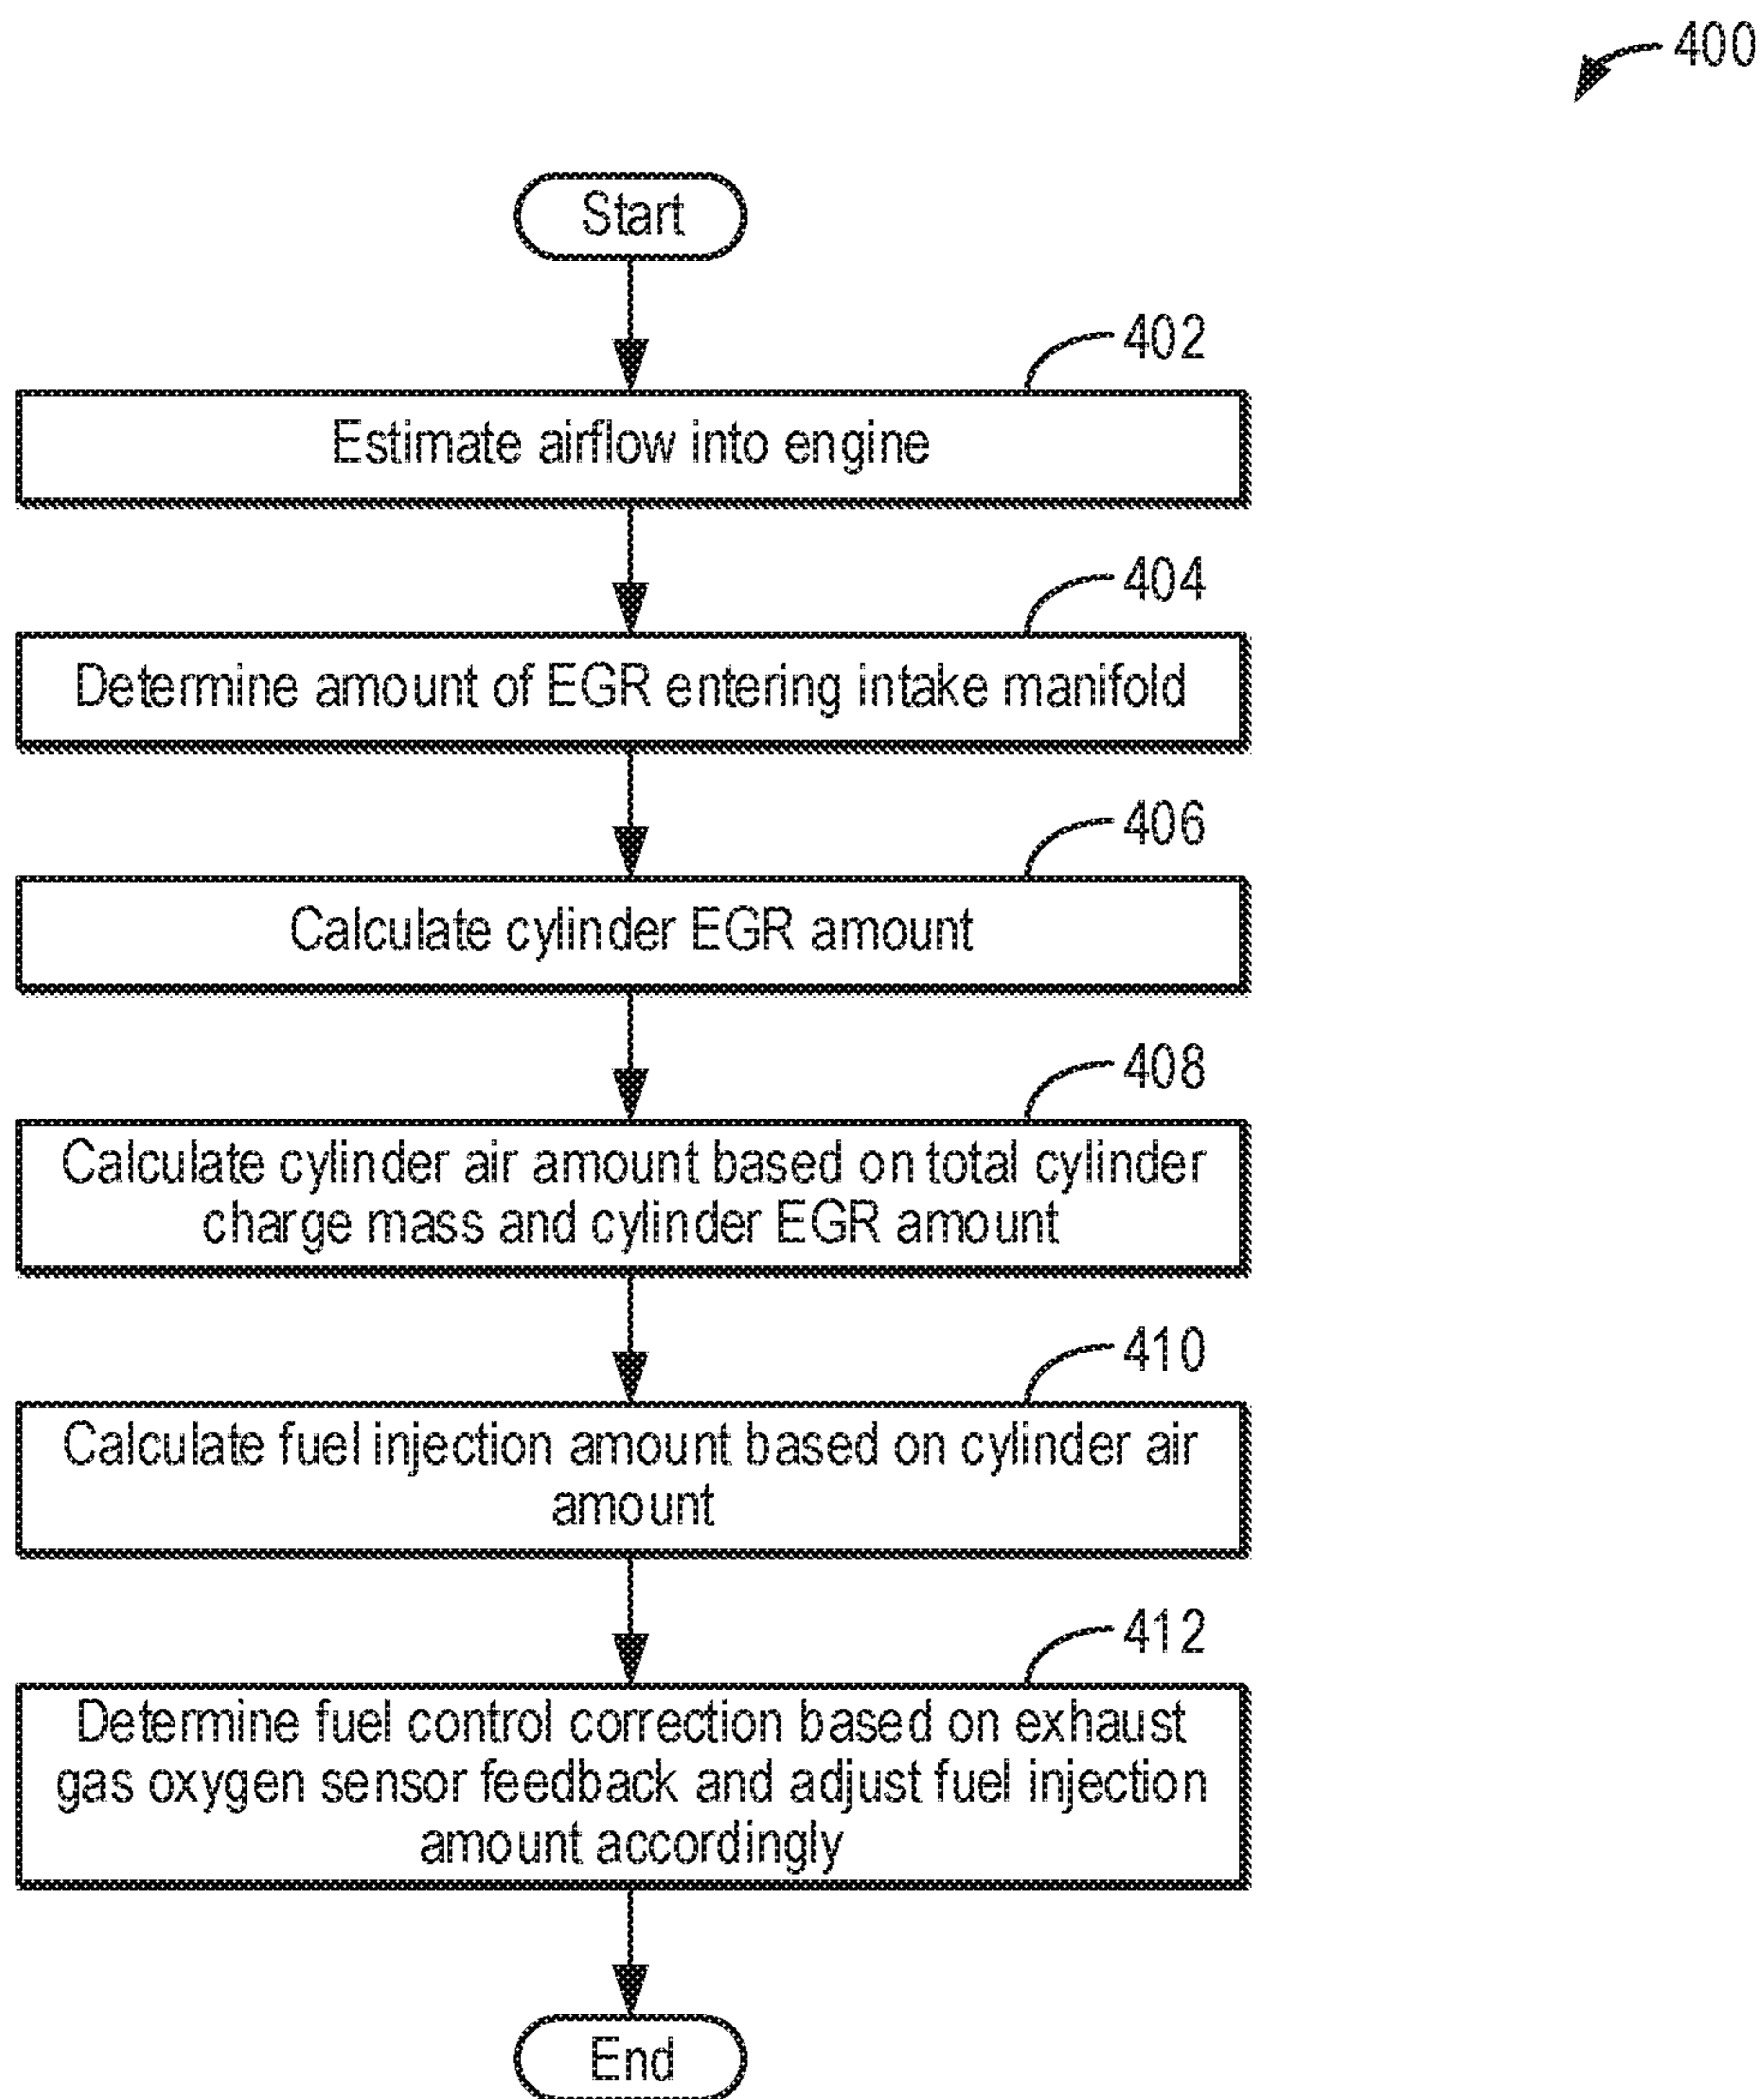 400
Start
402
Estimate airflow into engine
404
Determine amount of EGR entering intake manifold
406
Calculate cylinder EGR amount
408
Calculate cylinder air amount based on total cylinder
charge mass and cylinder EGR amount
410
Calculate fuel injection amount based on cylinder air
amount
412
Determine fuel control correction based on exhaust
gas oxygen sensor feedback and adjust fuel injection
amount accordingly
End